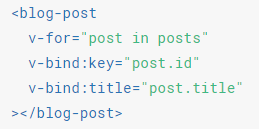 <blog-post
  v-for="post in posts"
  v-bind:key="post.id"
  v-bind:title="post.title"
></blog-post>